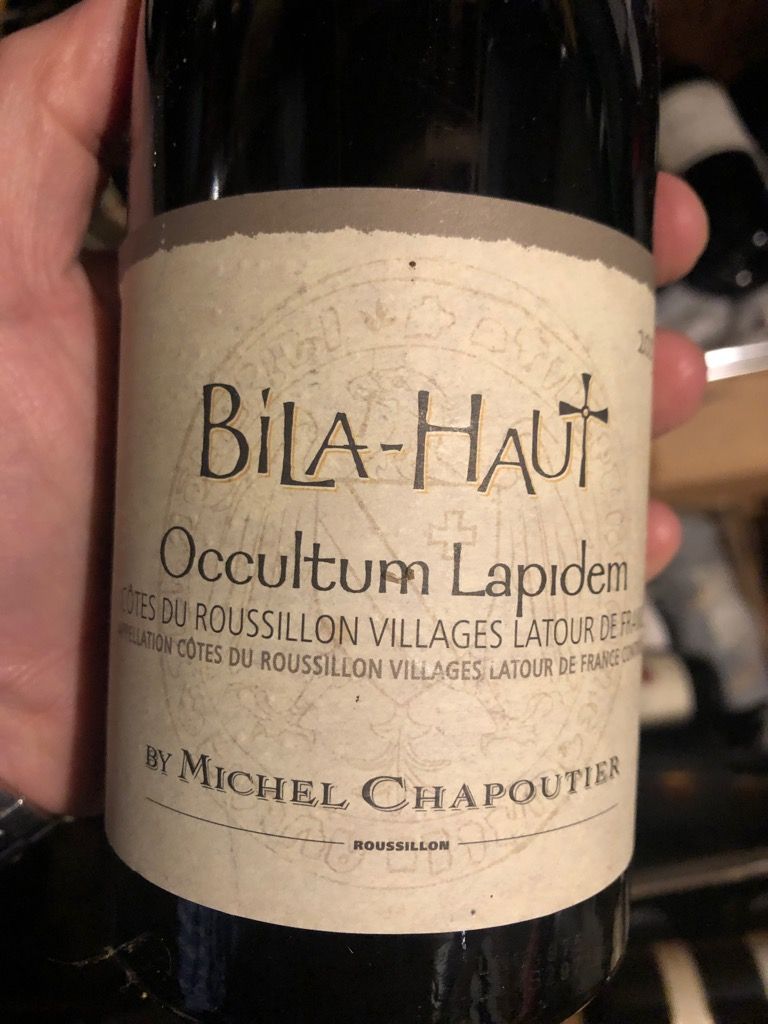 BiLA-HAUT
Occultum Lapidem
CÔTES DU ROUSSILLON VILLAGES LATOUR DE
APPELLATION CÔTES DU ROUSSILLON VILLAGES LATOUR DE FRANCE
BY MICHEL CHAPOUTIER
ROUSSILLON